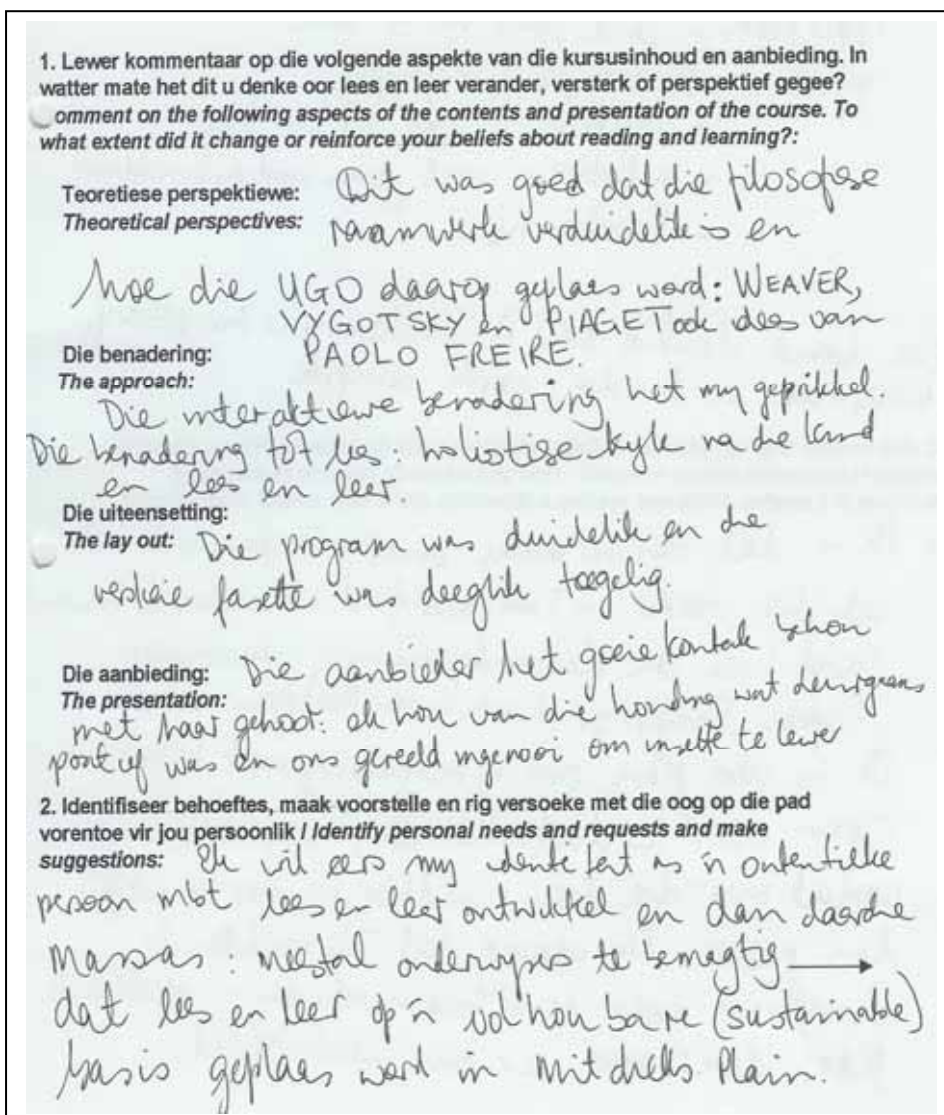 1. Lewer kommentaar op die volgende aspekte van die kursusinhoud en aanbieding. In
watter mate het dit u denke oor lees en leer verander, versterk of perspektief gegee?
omment on the following aspects of the contents and presentation of the course. To
what extent did it change or reinforce your beliefs about reading and learning?:
Teoretiese perspektiewe: Dit was goed dat die filosofiese
Theoretical perspectives: raamwerk verduidelik is en
hoe die UGO daarop geplaas word: WEAVER,
VYGOTSKY en PIAGET ook dees van
Die benadering: PAOLO FREIRE.
The approach:
Die interaktiewe benadering het my geprikkel.
Die benadering tot lees: holistiese kyk na die kind
en lees en leer.
Die uiteensetting:
The lay out: Die program was duidelik en die
verskeie fasette was deeglik toegelig.
Die aanbieding: Die aanbieder het goeie kontak
The presentation:
met haar gehoor: ek hou van die houding wat deurgaans
positief was en ons gereeld ingenooi om insette te lewer
2. Identifiseer behoeftes, maak voorstelle en rig versoeke met die oog op die pad
vorentoe vir jou persoonlik / Identify personal needs and requests and make
suggestions: Ek wil eers my identiteit as 'n outentieke
persoon mbt lees en leer ontwikkel en dan daardie
massas: meestal onderwysers te bemagtig →
dat lees en leer op 'n volhoubare (sustainable)
basis geplaas word in Mitchells Plain.